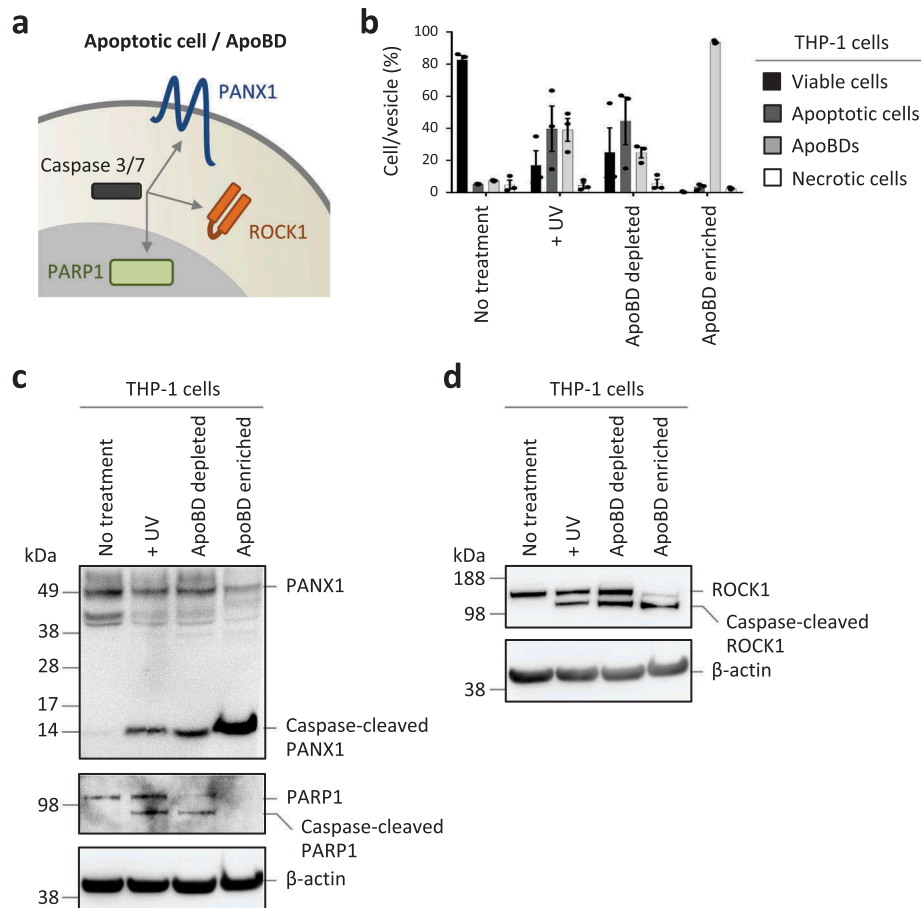 a
Apoptotic cell / ApoBD
PANX1
Caspase 3/7
ROCK1
PARP1
b
Cell/vesicle (%)
100
80
60
40
20
0
No treatment
+ UV
ApoBD depleted
ApoBD enriched
THP-1 cells
Viable cells
Apoptotic cells
ApoBDs
Necrotic cells
c
THP-1 cells
No treatment
+ UV
ApoBD depleted
ApoBD enriched
kDa
49
38
28
17
14
PANX1
Caspase-cleaved
PANX1
98
PARP1
Caspase-cleaved
PARP1
38
β-actin
d
THP-1 cells
No treatment
+ UV
ApoBD depleted
ApoBD enriched
kDa
188
98
ROCK1
Caspase-cleaved
ROCK1
38
β-actin